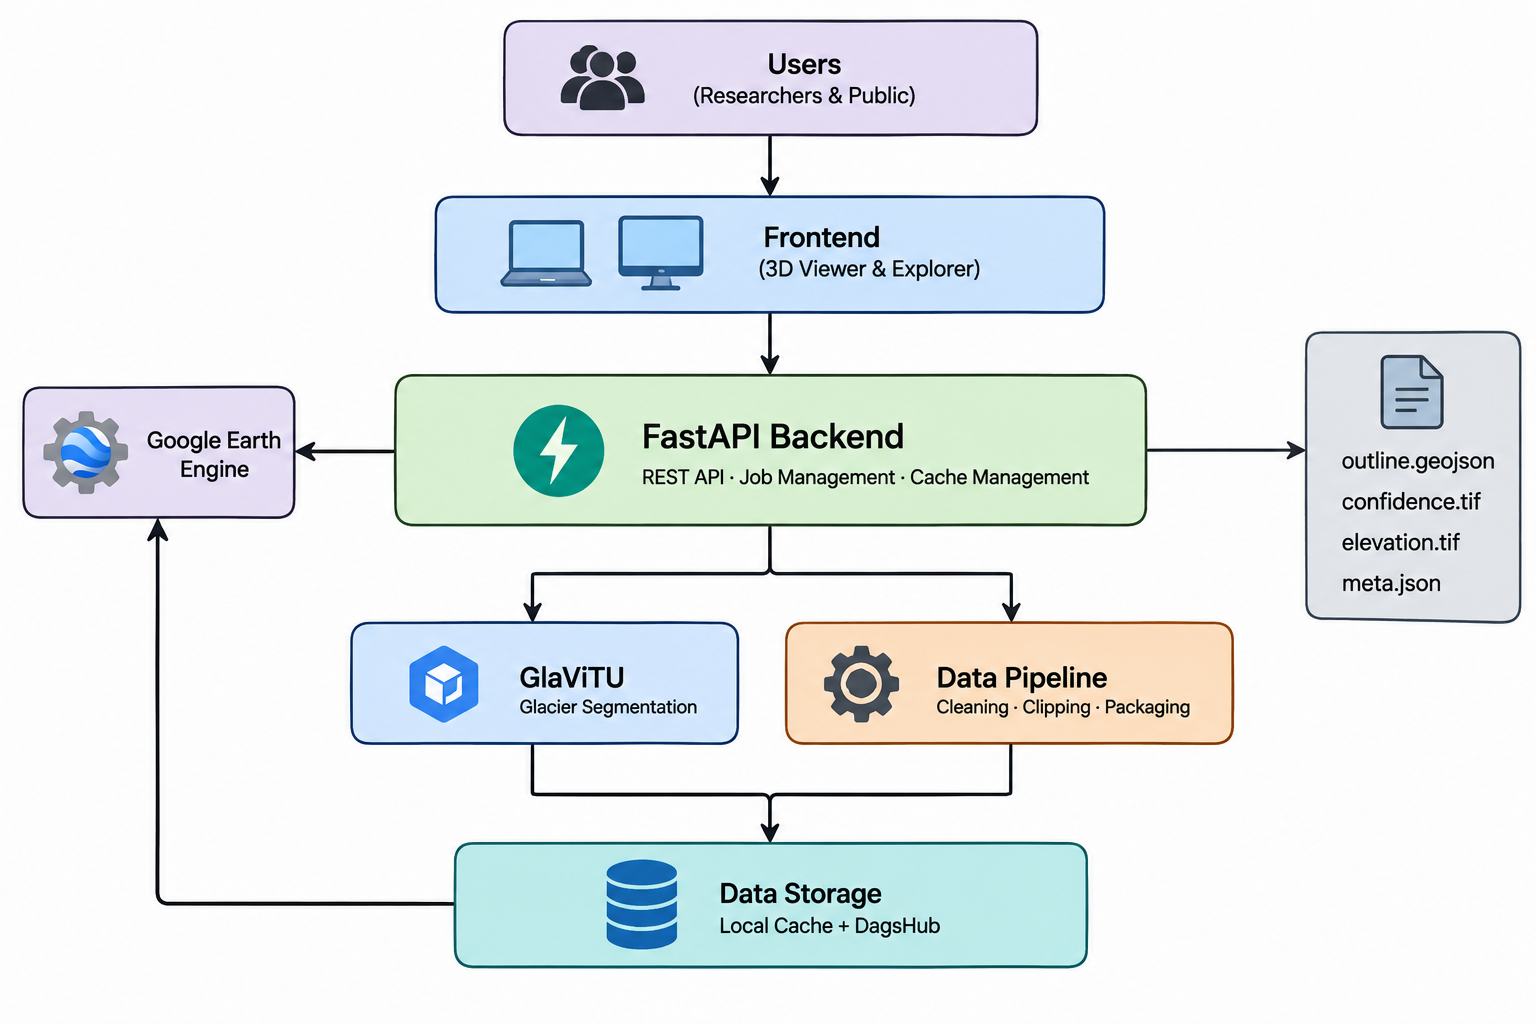 Users
(Researchers & Public)
Frontend
(3D Viewer & Explorer)
Google Earth
Engine
FastAPI Backend
REST API · Job Management · Cache Management
outline.geojson
confidence.tif
elevation.tif
meta.json
GlaViTU
Glacier Segmentation
Data Pipeline
Cleaning · Clipping · Packaging
Data Storage
Local Cache + DagsHub